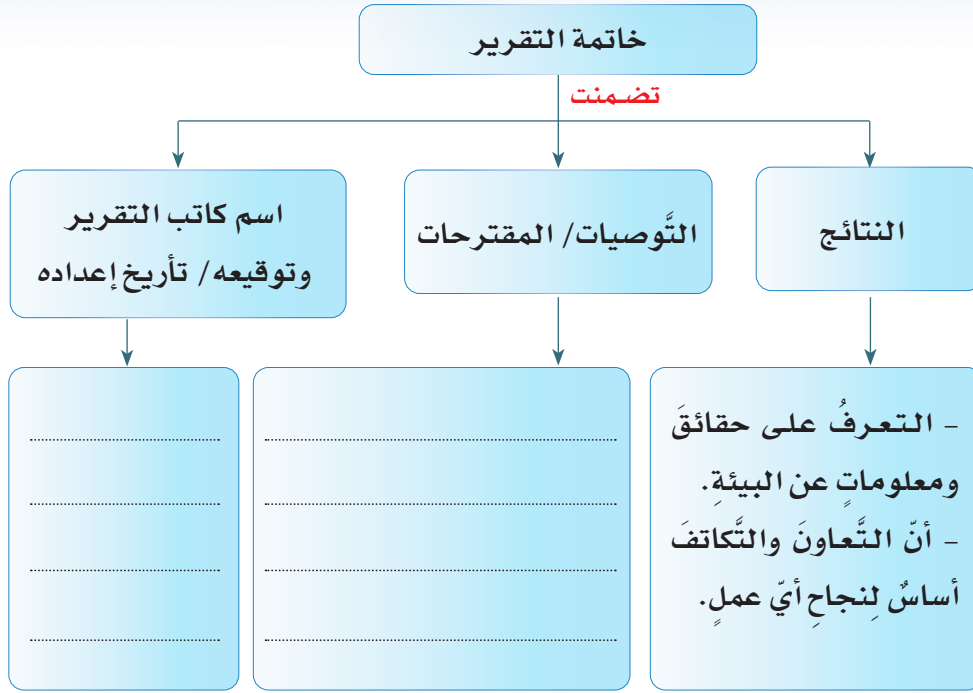 خاتمة التقرير
تضمنت
النتائج
التَّوصيات/ المقترحات
اسم كاتب التقرير
وتوقيعه/ تأريخ إعداده
- التعرفُ على حقائقَ
ومعلوماتٍ عن البيئةِ.
- أنّ التَّعاونَ والتَّكاتفَ
أساسٌ لِنجاحِ أيّ عملٍ.